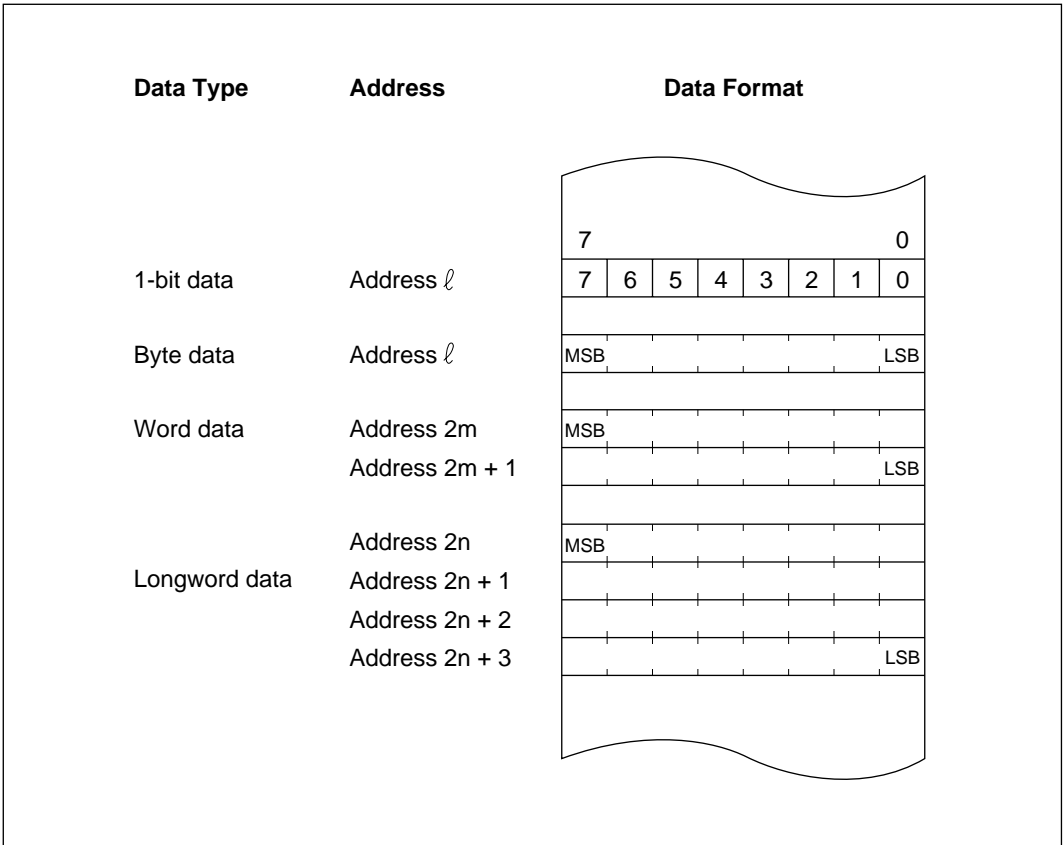 Data Type Address Data Format
7 0
1-bit data Address ℓ 7 6 5 4 3 2 1 0
Byte data Address ℓ MSB LSB
Word data Address 2m MSB
Address 2m + 1 LSB
Address 2n MSB
Longword data Address 2n + 1
Address 2n + 2
Address 2n + 3 LSB